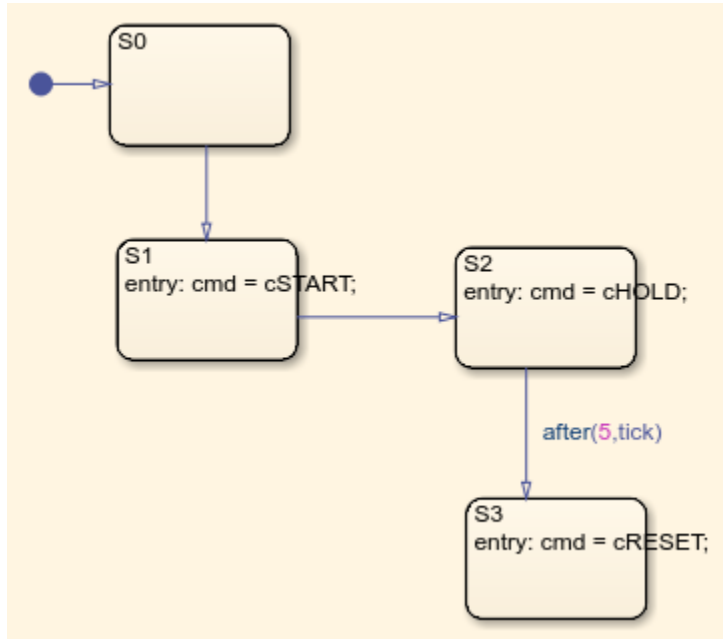 S0
S1
entry: cmd = cSTART;
S2
entry: cmd = cHOLD;
after(5,tick)
S3
entry: cmd = cRESET;